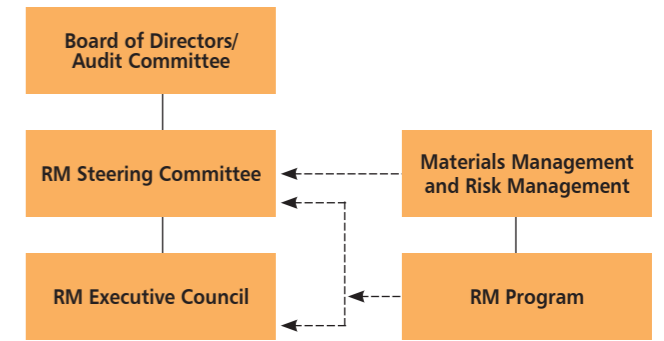 Board of Directors/
Audit Committee
RM Steering Committee
Materials Management
and Risk Management
RM Executive Council
RM Program